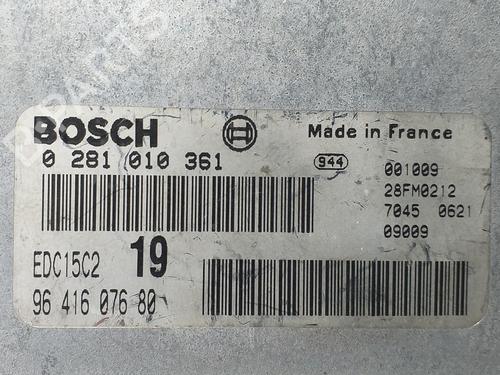 BOSCH
Made in France
0 281 010 361
944
001009
28FM0212
7045 0621
09009
EDC15C2 19
96 416 076 80